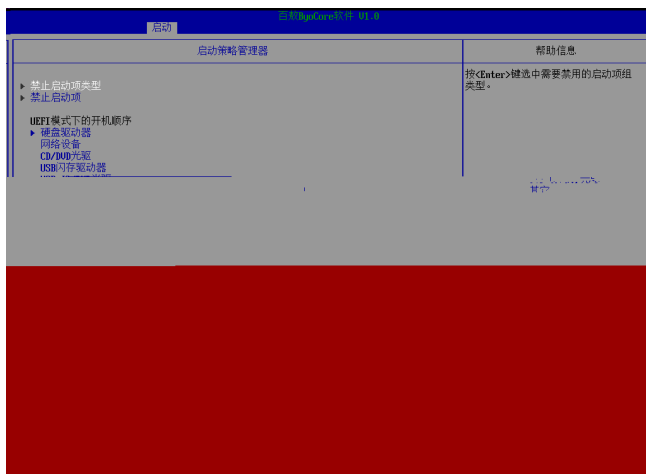 百敖ByoCore软件 V1.0
启动
启动策略管理器
帮助信息
禁止启动项类型
禁止启动项
UEFI模式下的开机顺序
硬盘驱动器
网络设备
CD/DVD光驱
USB闪存驱动器
按<Enter>键选中需要禁用的启动项组
类型。
其它